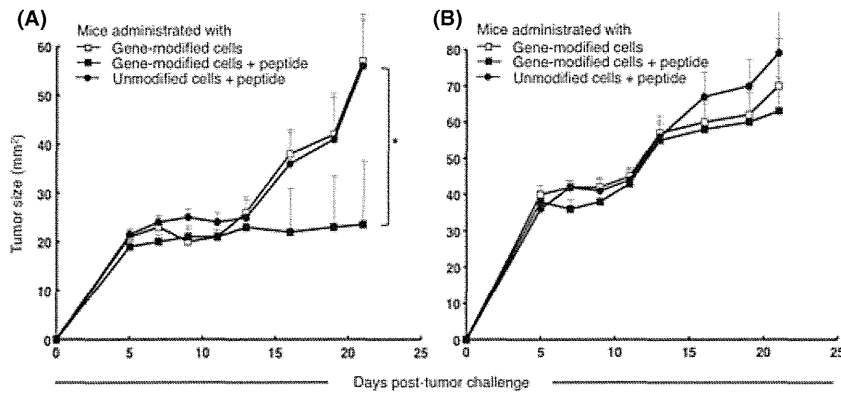 (A)
Mice administrated with
Gene-modified cells
Gene-modified cells + peptide
Unmodified cells + peptide
60
50
40
30
20
10
0
Tumor size (mm²)
*
0
5
10
15
20
25
(B)
Mice administrated with
Gene-modified cells
Gene-modified cells + peptide
Unmodified cells + peptide
80
70
60
50
40
30
20
10
0
0
5
10
15
20
25
Days post-tumor challenge